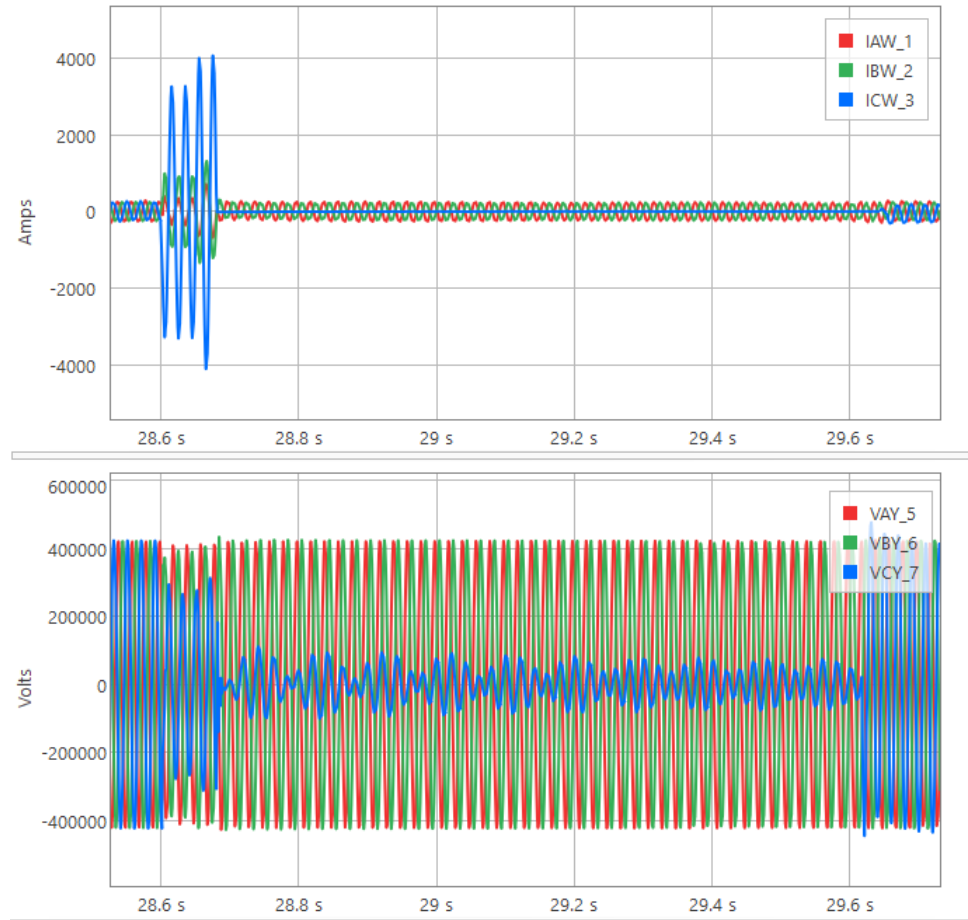 IAW_1
IBW_2
ICW_3
4000
2000
0
-2000
-4000
Amps
28.6 s 28.8 s 29 s 29.2 s 29.4 s 29.6 s
VAY_5
VBY_6
VCY_7
600000
400000
200000
0
-200000
-400000
Volts
28.6 s 28.8 s 29 s 29.2 s 29.4 s 29.6 s